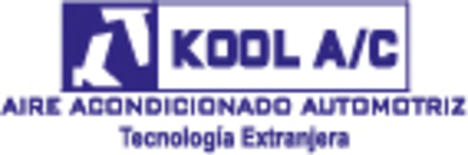 KOOL A/C
AIRE ACONDICIONADO AUTOMOTRIZ
Tecnología Extranjera